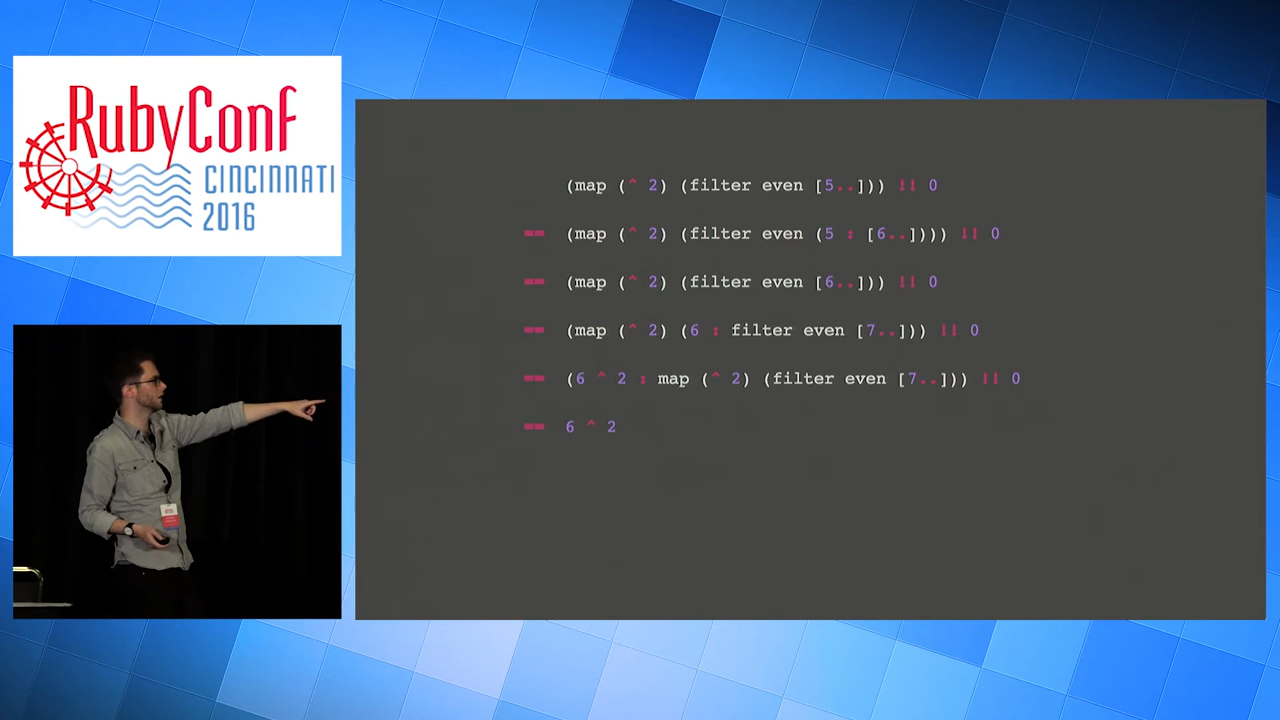 RubyConf
CINCINNATI
2016
(map (^ 2) (filter even [5..])) !! 0
== (map (^ 2) (filter even (5 : [6..]))) !! 0
== (map (^ 2) (filter even [6..])) !! 0
== (map (^ 2) (6 : filter even [7..])) !! 0
== (6 ^ 2 : map (^ 2) (filter even [7..])) !! 0
== 6 ^ 2